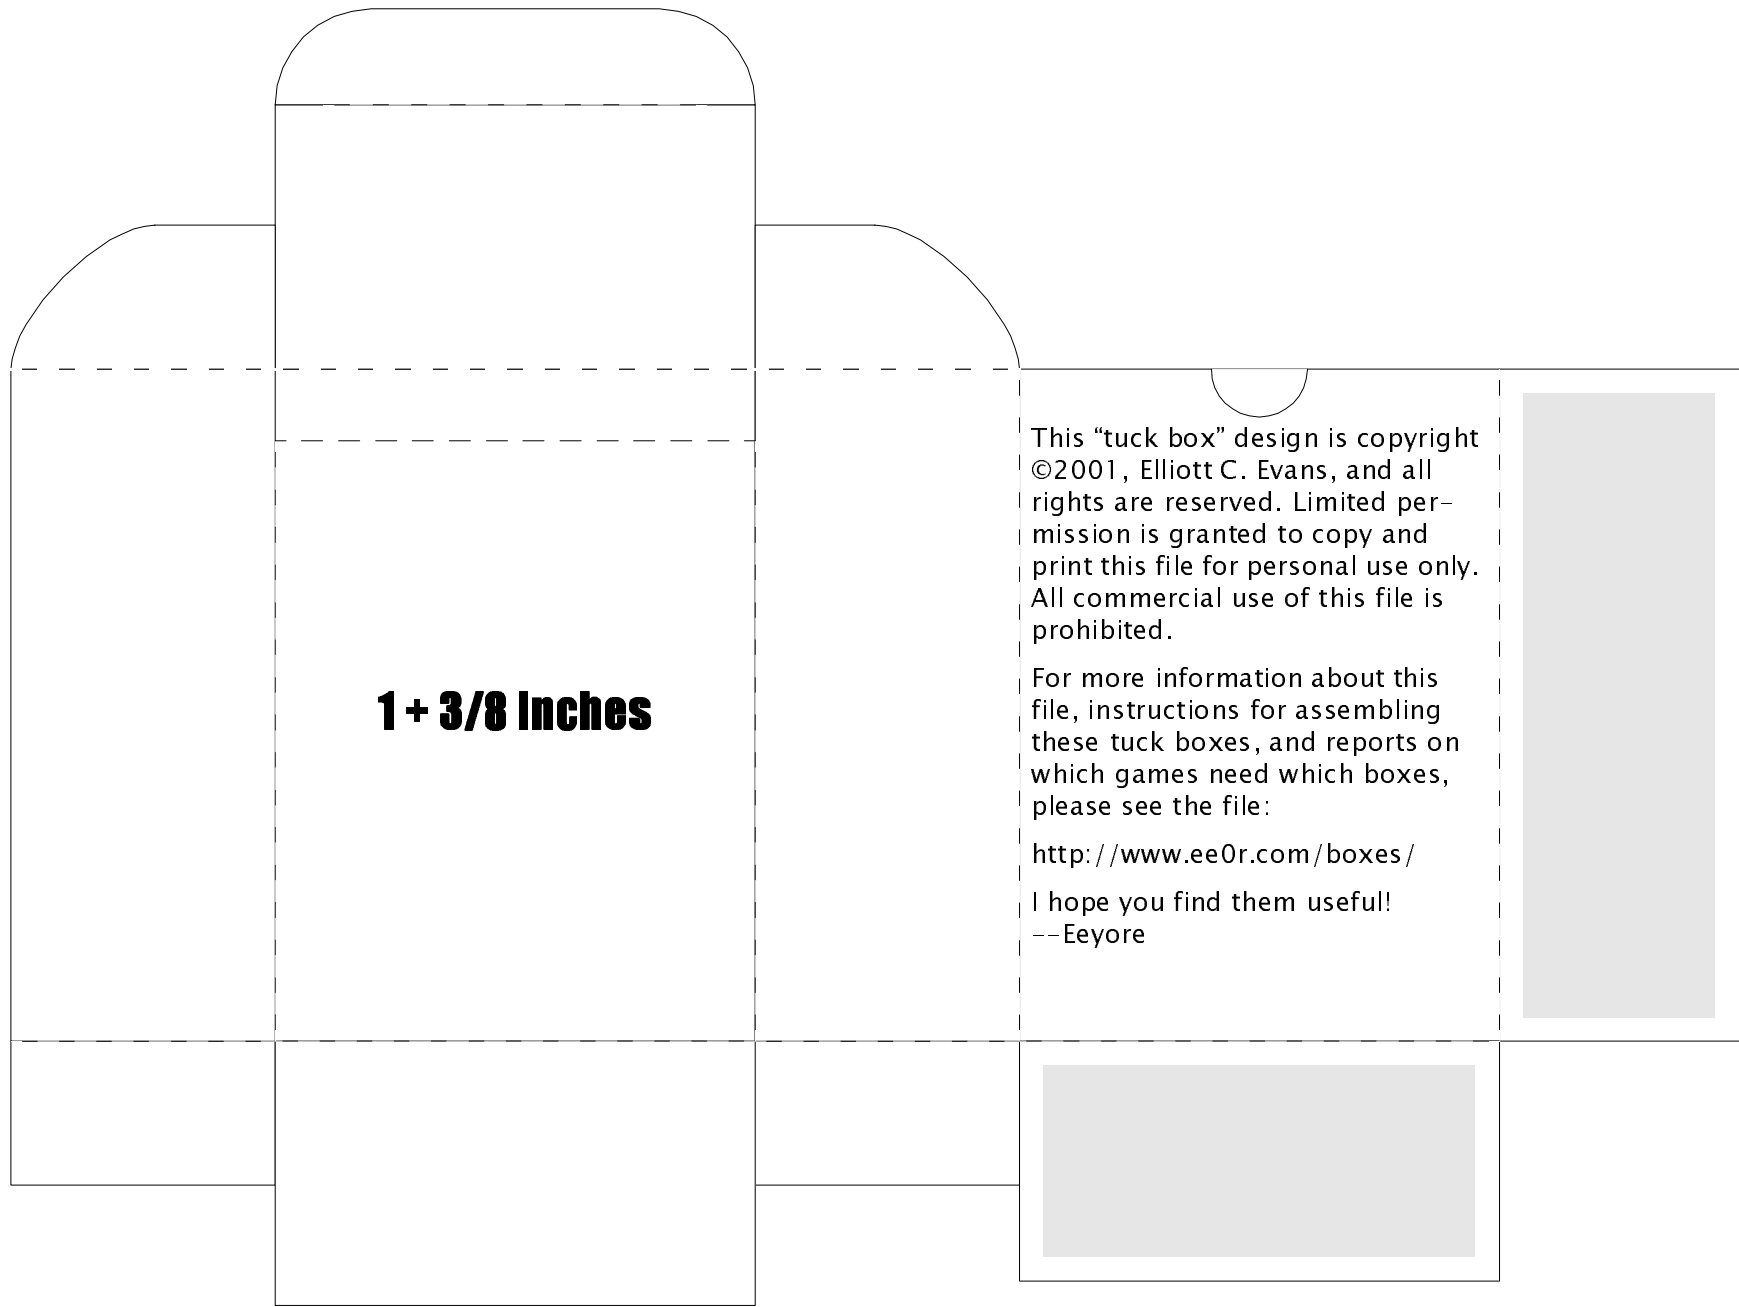 1 + 3/8 Inches
This “tuck box” design is copyright
©2001, Elliott C. Evans, and all
rights are reserved. Limited per-
mission is granted to copy and
print this file for personal use only.
All commercial use of this file is
prohibited.
For more information about this
file, instructions for assembling
these tuck boxes, and reports on
which games need which boxes,
please see the file:
http://www.ee0r.com/boxes/
I hope you find them useful!
--Eeyore